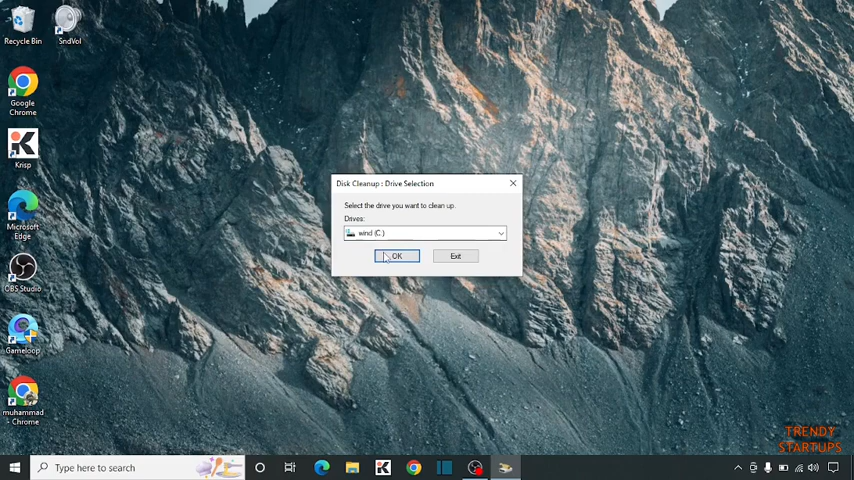 Recycle Bin
SndVol
Google
Chrome
Krisp
Microsoft
Edge
OBS Studio
Gameloop
muhammad
- Chrome
Disk Cleanup : Drive Selection
Select the drive you want to clean up.
Drives:
wind (C:)
OK
Exit
TRENDY
STARTUPS
Type here to search